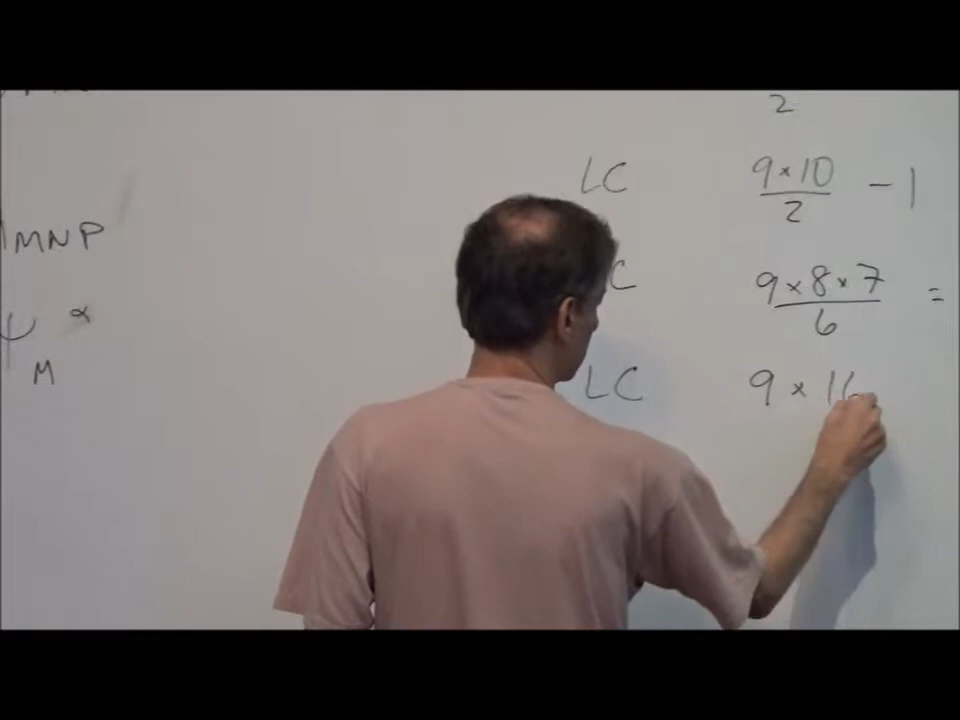 2
LC 9×10/2 − 1
MNP
C 9×8×7/6 =
ψ α
M
LC 9×16